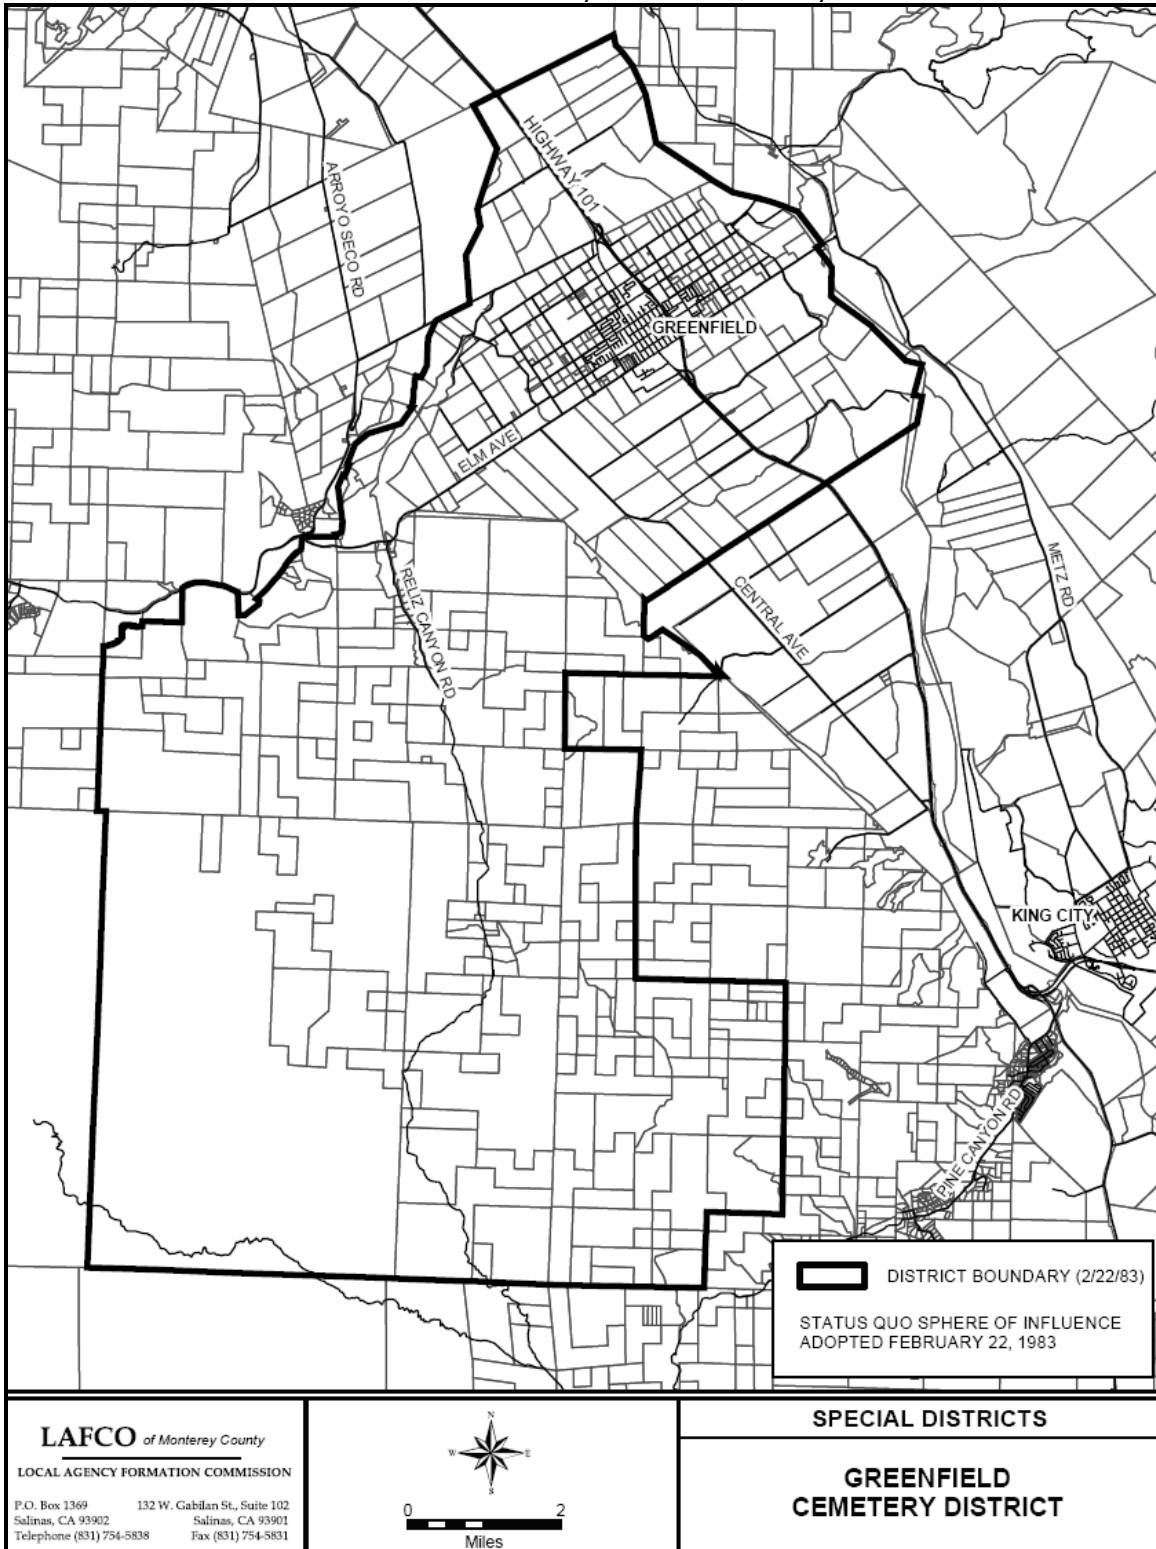 HIGHWAY 101
ARROYO SECO RD
GREENFIELD
ELM AVE
METZ RD
RELIZ CANYON RD
CENTRAL AVE
KING CITY
PINE CANYON RD
DISTRICT BOUNDARY (2/22/83)
STATUS QUO SPHERE OF INFLUENCE
ADOPTED FEBRUARY 22, 1983
LAFCO of Monterey County
LOCAL AGENCY FORMATION COMMISSION
P.O. Box 1369 132 W. Gabilan St., Suite 102
Salinas, CA 93902 Salinas, CA 93901
Telephone (831) 754-5838 Fax (831) 754-5831
N
W E
S
0 2
Miles
SPECIAL DISTRICTS
GREENFIELD
CEMETERY DISTRICT